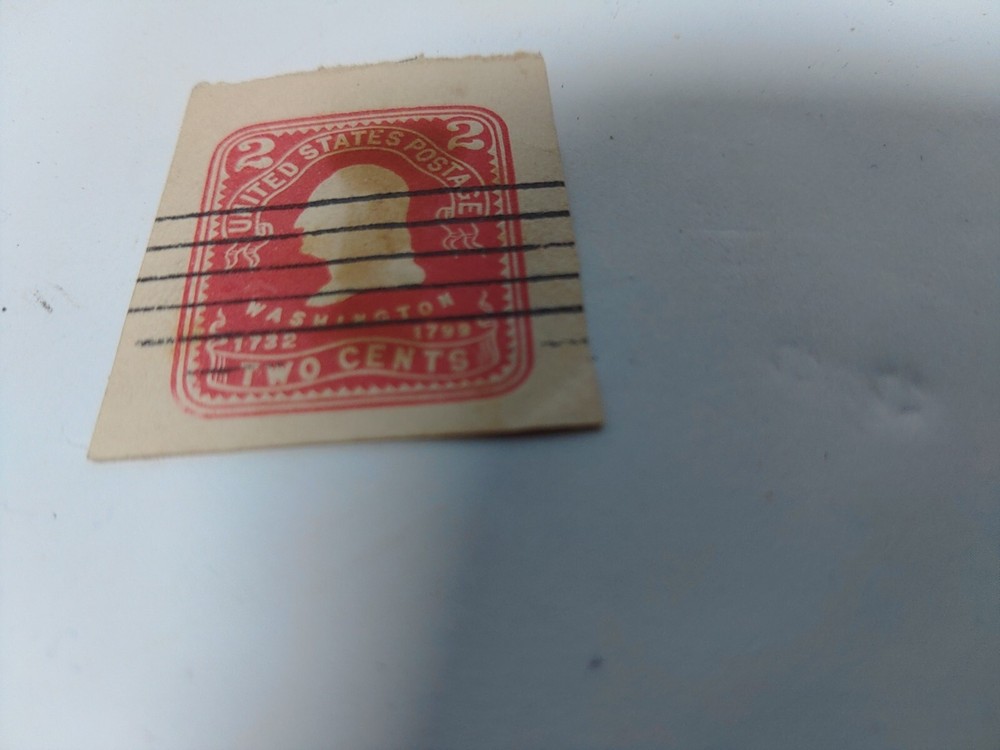 2 2
UNITED STATES POSTAGE
WASHINGTON
1732 1799
TWO CENTS